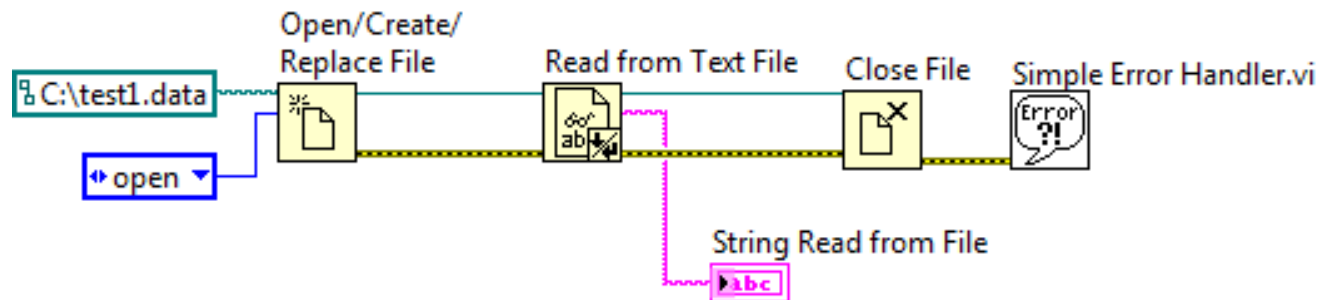 Open/Create/
Replace File
Read from Text File
Close File
Simple Error Handler.vi
C:\test1.data
ab
Error
?!
open
String Read from File
abc